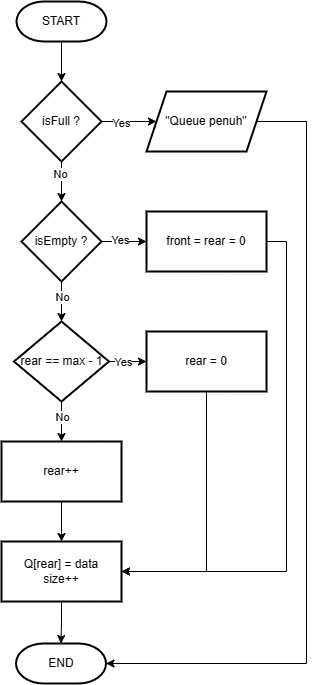 START
isFull ?
Yes
"Queue penuh"
No
isEmpty ?
Yes
front = rear = 0
No
rear == max - 1
Yes
rear = 0
No
rear++
Q[rear] = data
size++
END